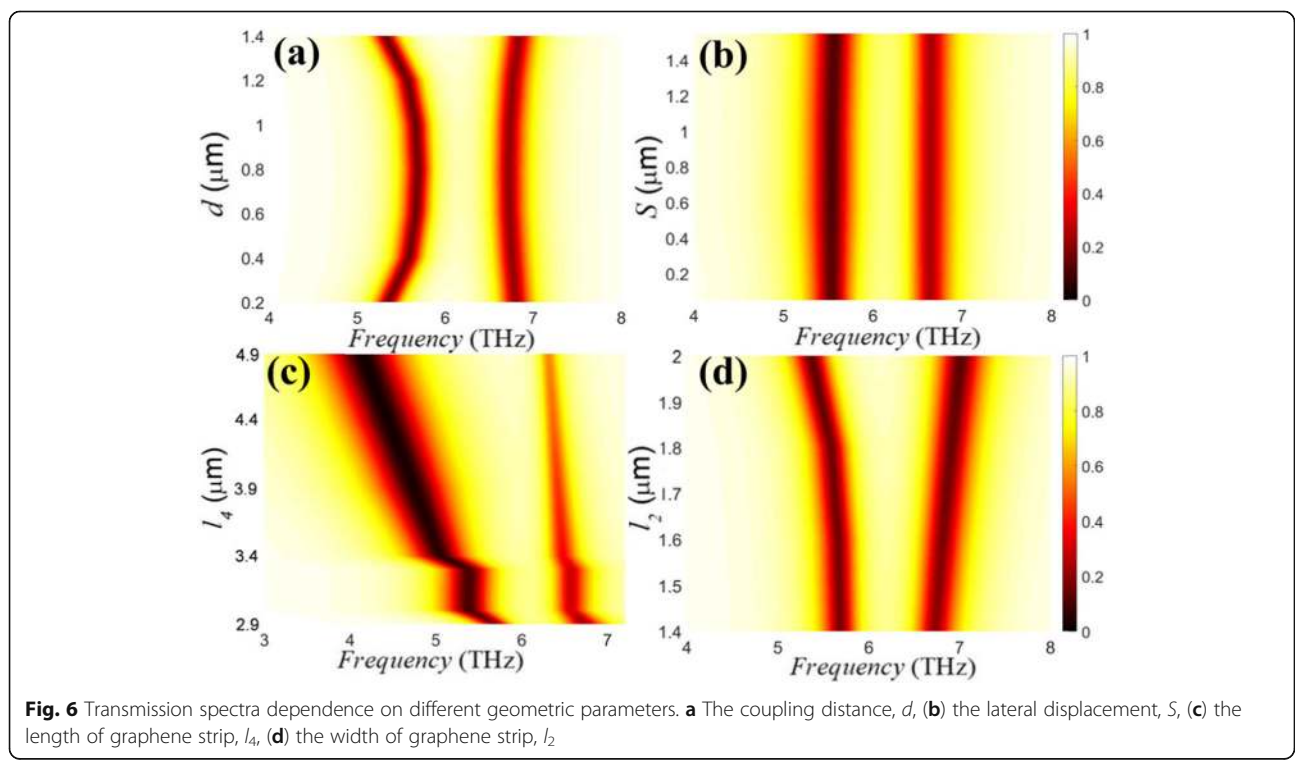 (a)
1.4
1.2
1
0.8
0.6
0.4
0.2
d (μm)
4 5 6 7 8
Frequency (THz)
(b)
1.4
1.2
1
0.8
0.6
0.4
0.2
S (μm)
4 5 6 7 8
Frequency (THz)
1
0.8
0.6
0.4
0.2
0
(c)
4.9
4.4
3.9
3.4
2.9
l4 (μm)
3 4 5 6 7
Frequency (THz)
(d)
2
1.9
1.8
1.7
1.6
1.5
1.4
l2 (μm)
4 5 6 7 8
Frequency (THz)
1
0.8
0.6
0.4
0.2
0
Fig. 6 Transmission spectra dependence on different geometric parameters. a The coupling distance, d, (b) the lateral displacement, S, (c) the
length of graphene strip, l4, (d) the width of graphene strip, l2